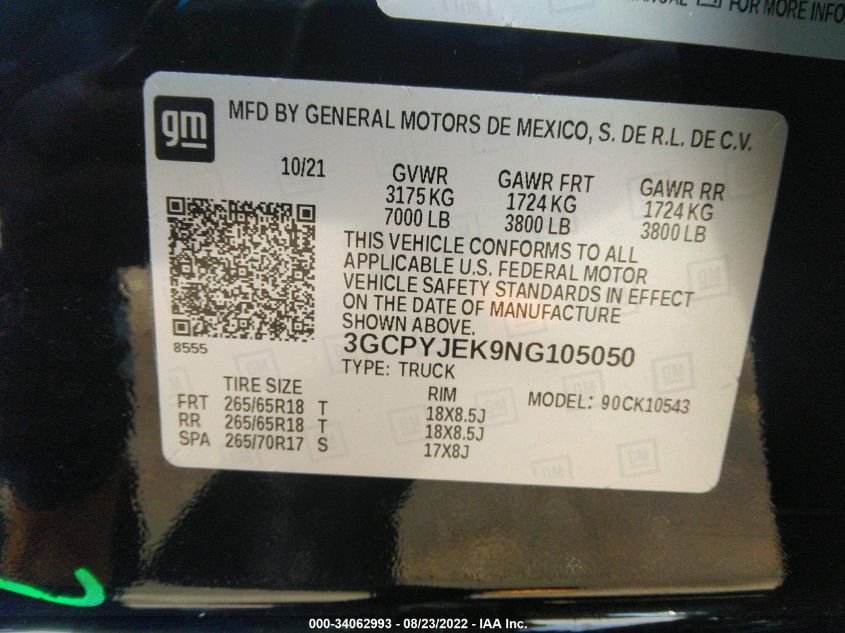 MANUAL FOR MORE INFO
gm
MFD BY GENERAL MOTORS DE MEXICO, S. DE R.L. DE C.V.
10/21 GVWR GAWR FRT GAWR RR
3175 KG 1724 KG 1724 KG
7000 LB 3800 LB 3800 LB
THIS VEHICLE CONFORMS TO ALL
APPLICABLE U.S. FEDERAL MOTOR
VEHICLE SAFETY STANDARDS IN EFFECT
ON THE DATE OF MANUFACTURE
SHOWN ABOVE.
8555
3GCPYJEK9NG105050
TYPE: TRUCK
TIRE SIZE RIM MODEL: 90CK10543
FRT 265/65R18 T 18X8.5J
RR 265/65R18 T 18X8.5J
SPA 265/70R17 S 17X8J
000-34062993 - 08/23/2022 - IAA Inc.